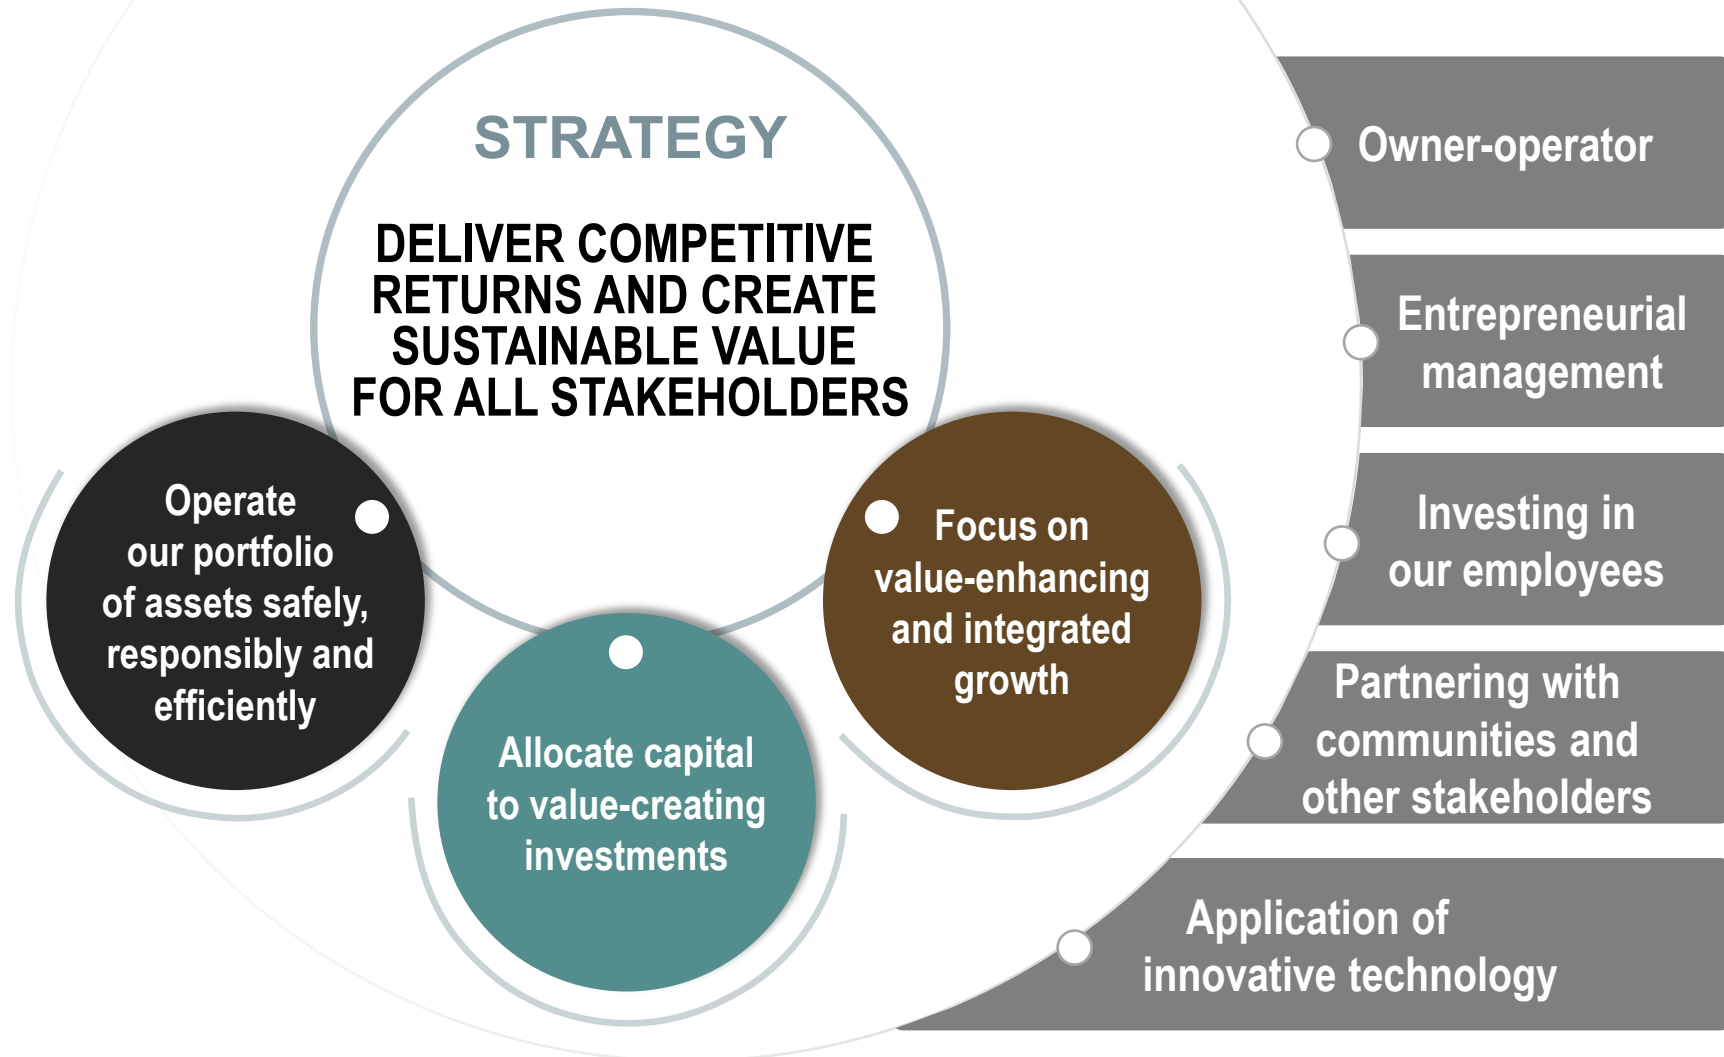 STRATEGY
DELIVER COMPETITIVE
RETURNS AND CREATE
SUSTAINABLE VALUE
FOR ALL STAKEHOLDERS
Operate
our portfolio
of assets safely,
responsibly and
efficiently
Allocate capital
to value-creating
investments
Focus on
value-enhancing
and integrated
growth
Owner-operator
Entrepreneurial
management
Investing in
our employees
Partnering with
communities and
other stakeholders
Application of
innovative technology